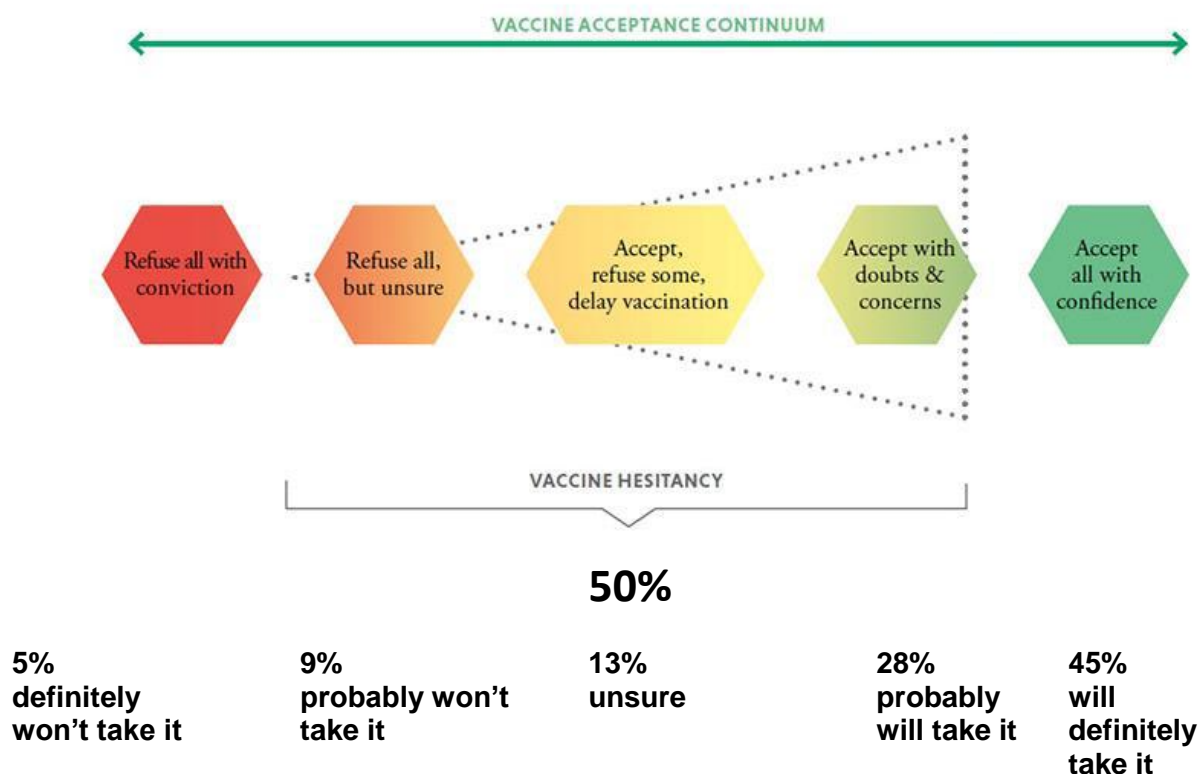 VACCINE ACCEPTANCE CONTINUUM
Refuse all with
conviction
Refuse all,
but unsure
Accept,
refuse some,
delay vaccination
Accept with
doubts &
concerns
Accept
all with
confidence
VACCINE HESITANCY
50%
5%
definitely
won’t take it
9%
probably won’t
take it
13%
unsure
28%
probably
will take it
45%
will
definitely
take it